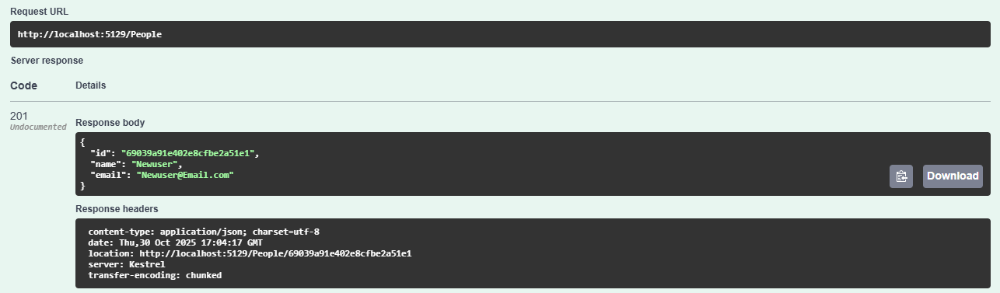 Request URL
http://localhost:5129/People
Server response
Code Details
201
Undocumented
Response body
{
"id": "69039a91e402e8cfbe2a51e1",
"name": "Newuser",
"email": "Newuser@Email.com"
}
Download
Response headers
content-type: application/json; charset=utf-8
date: Thu,30 Oct 2025 17:04:17 GMT
location: http://localhost:5129/People/69039a91e402e8cfbe2a51e1
server: Kestrel
transfer-encoding: chunked